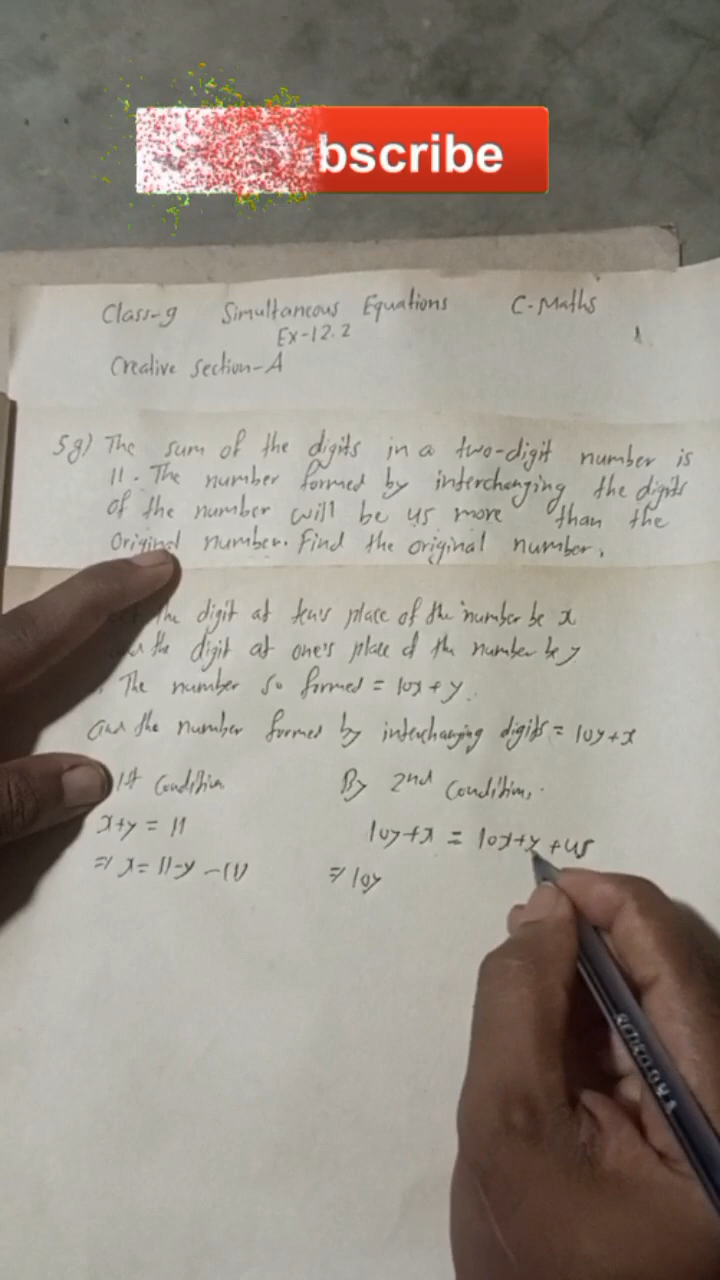 bscribe
Class-9 Simultaneous Equations C-Maths
Ex-12.2
Creative section-A
5g) The sum of the digits in a two-digit number is
11. The number formed by interchanging the digits
of the number will be 45 more than the
original number. Find the original number.
the digit at ten's place of the number be x
the digit at one's place of the number be y
The number so formed = 10x+y.
and the number formed by interchanging digits = 10y+x
1st Condition By 2nd Condition,
x+y = 11 10y+x = 10x+y+45
⇒ x = 11-y -(1) ⇒ 10y